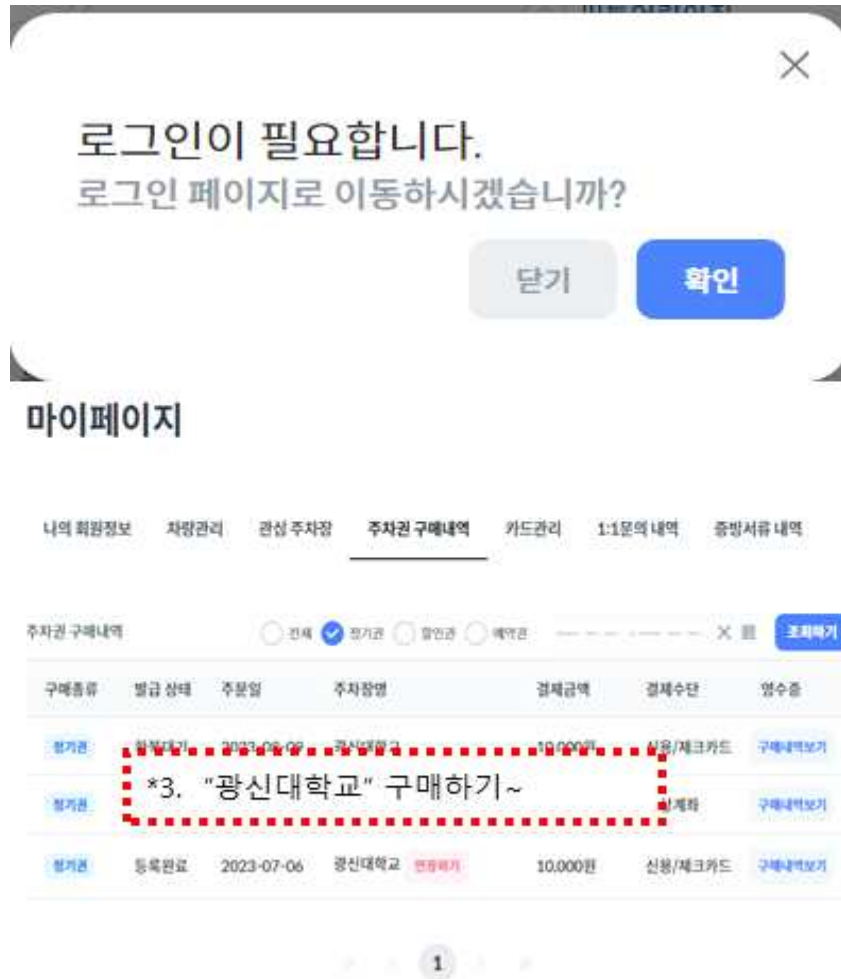 로그인이 필요합니다.
로그인 페이지로 이동하시겠습니까?
닫기 확인
마이페이지
나의 회원정보 차량관리 관심 주차장 주차권 구매내역 카드관리 1:1문의 내역 증빙서류 내역
주차권 구매내역 전체 정기권 할인권 예약권 조회하기
구매종류 발급 상태 주문일 주차장명 결제금액 결제수단 영수증
정기권 광신대학교 10,000원 신용/체크카드 구매내역보기
*3. "광신대학교" 구매하기~
정기권 구매내역보기
정기권 등록완료 2023-07-06 광신대학교 연장하기 10,000원 신용/체크카드 구매내역보기
1